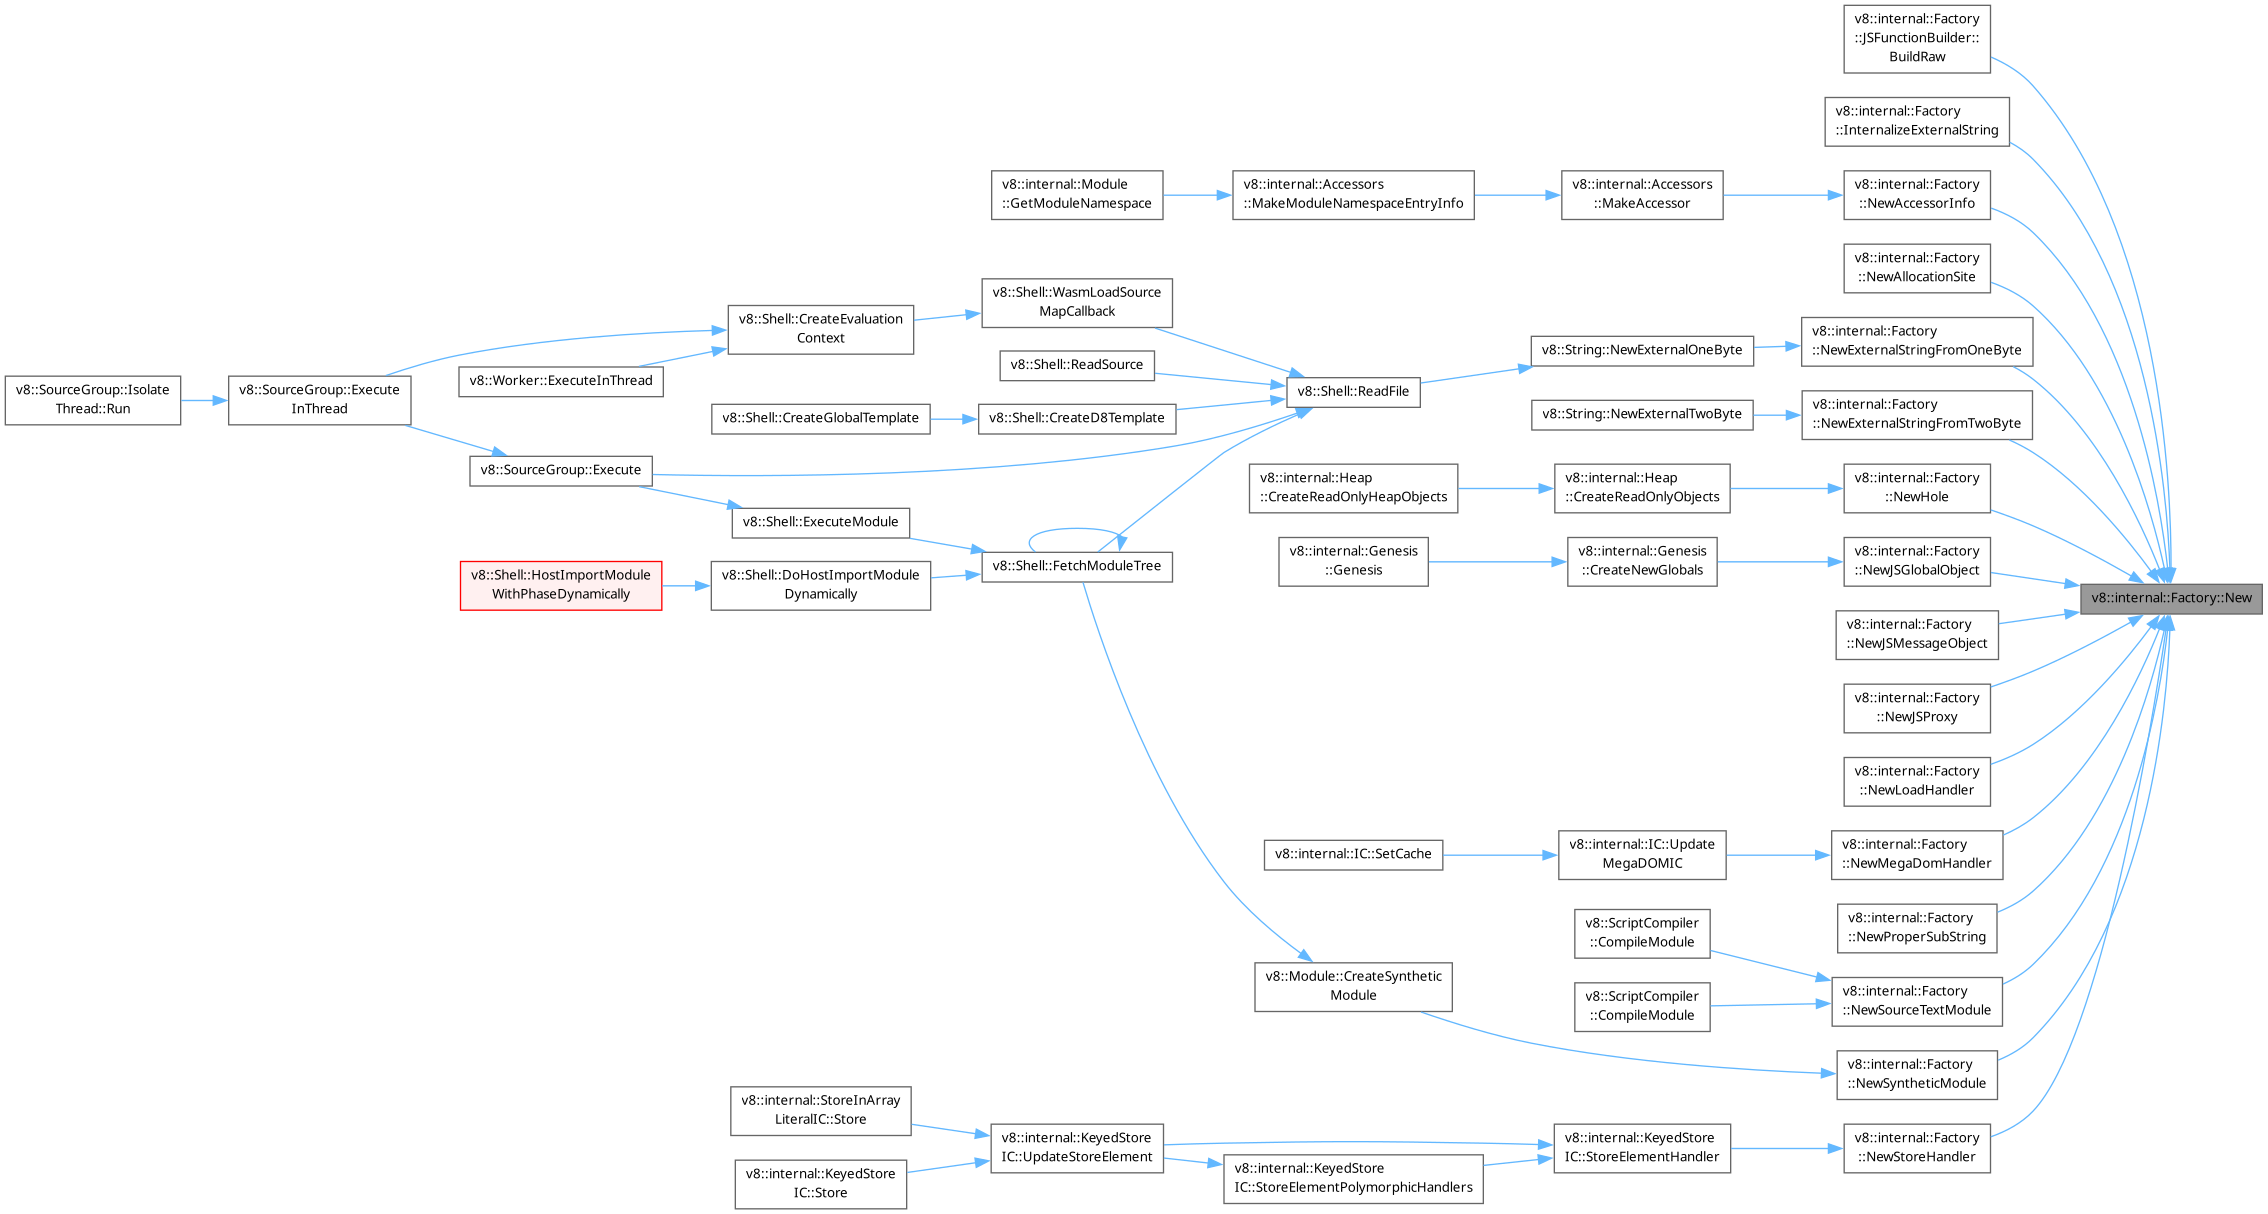 v8::internal::Factory
::JSFunctionBuilder::
BuildRaw
v8::internal::Factory
::InternalizeExternalString
v8::internal::Module
::GetModuleNamespace
v8::internal::Accessors
::MakeModuleNamespaceEntryInfo
v8::internal::Accessors
::MakeAccessor
v8::internal::Factory
::NewAccessorInfo
v8::internal::Factory
::NewAllocationSite
v8::Shell::WasmLoadSource
MapCallback
v8::Shell::CreateEvaluation
Context
v8::internal::Factory
::NewExternalStringFromOneByte
v8::String::NewExternalOneByte
v8::Shell::ReadSource
v8::Worker::ExecuteInThread
v8::SourceGroup::Isolate
Thread::Run
v8::SourceGroup::Execute
InThread
v8::Shell::ReadFile
v8::Shell::CreateGlobalTemplate
v8::Shell::CreateD8Template
v8::String::NewExternalTwoByte
v8::internal::Factory
::NewExternalStringFromTwoByte
v8::SourceGroup::Execute
v8::internal::Heap
::CreateReadOnlyHeapObjects
v8::internal::Heap
::CreateReadOnlyObjects
v8::internal::Factory
::NewHole
v8::Shell::ExecuteModule
v8::Shell::FetchModuleTree
v8::internal::Genesis
::Genesis
v8::internal::Genesis
::CreateNewGlobals
v8::internal::Factory
::NewJSGlobalObject
v8::Shell::HostImportModule
WithPhaseDynamically
v8::Shell::DoHostImportModule
Dynamically
v8::internal::Factory::New
v8::internal::Factory
::NewJSMessageObject
v8::internal::Factory
::NewJSProxy
v8::internal::Factory
::NewLoadHandler
v8::internal::IC::SetCache
v8::internal::IC::Update
MegaDOMIC
v8::internal::Factory
::NewMegaDomHandler
v8::internal::Factory
::NewProperSubString
v8::ScriptCompiler
::CompileModule
v8::Module::CreateSynthetic
Module
v8::ScriptCompiler
::CompileModule
v8::internal::Factory
::NewSourceTextModule
v8::internal::Factory
::NewSyntheticModule
v8::internal::StoreInArray
LiteralIC::Store
v8::internal::KeyedStore
IC::UpdateStoreElement
v8::internal::KeyedStore
IC::StoreElementHandler
v8::internal::Factory
::NewStoreHandler
v8::internal::KeyedStore
IC::Store
v8::internal::KeyedStore
IC::StoreElementPolymorphicHandlers